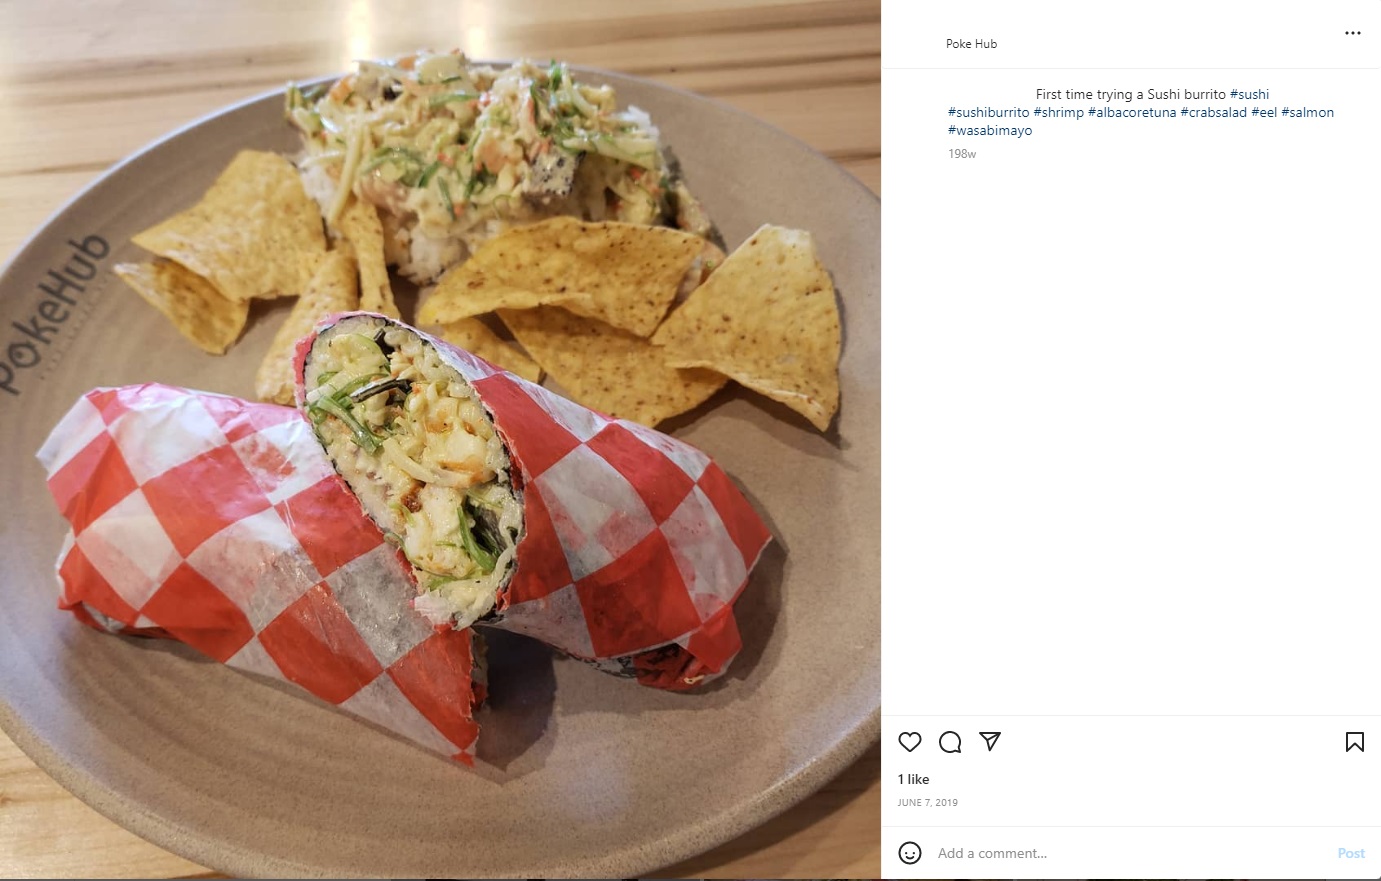 PokeHub
Poke Hub
First time trying a Sushi burrito #sushi
#sushiburrito #shrimp #albacoretuna #crabsalad #eel #salmon
#wasabimayo
198w
1 like
JUNE 7, 2019
Add a comment...
Post